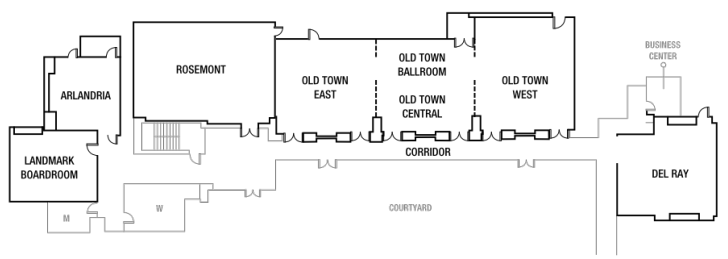 BUSINESS
CENTER
ROSEMONT
OLD TOWN
EAST
OLD TOWN
BALLROOM
OLD TOWN
CENTRAL
OLD TOWN
WEST
ARLANDRIA
LANDMARK
BOARDROOM
CORRIDOR
DEL RAY
M
W
COURTYARD